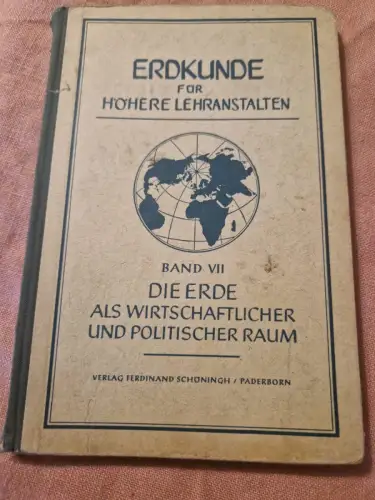 ERDKUNDE
FÜR
HÖHERE LEHRANSTALTEN
BAND VII
DIE ERDE
ALS WIRTSCHAFTLICHER
UND POLITISCHER RAUM
VERLAG FERDINAND SCHÖNINGH / PADERBORN